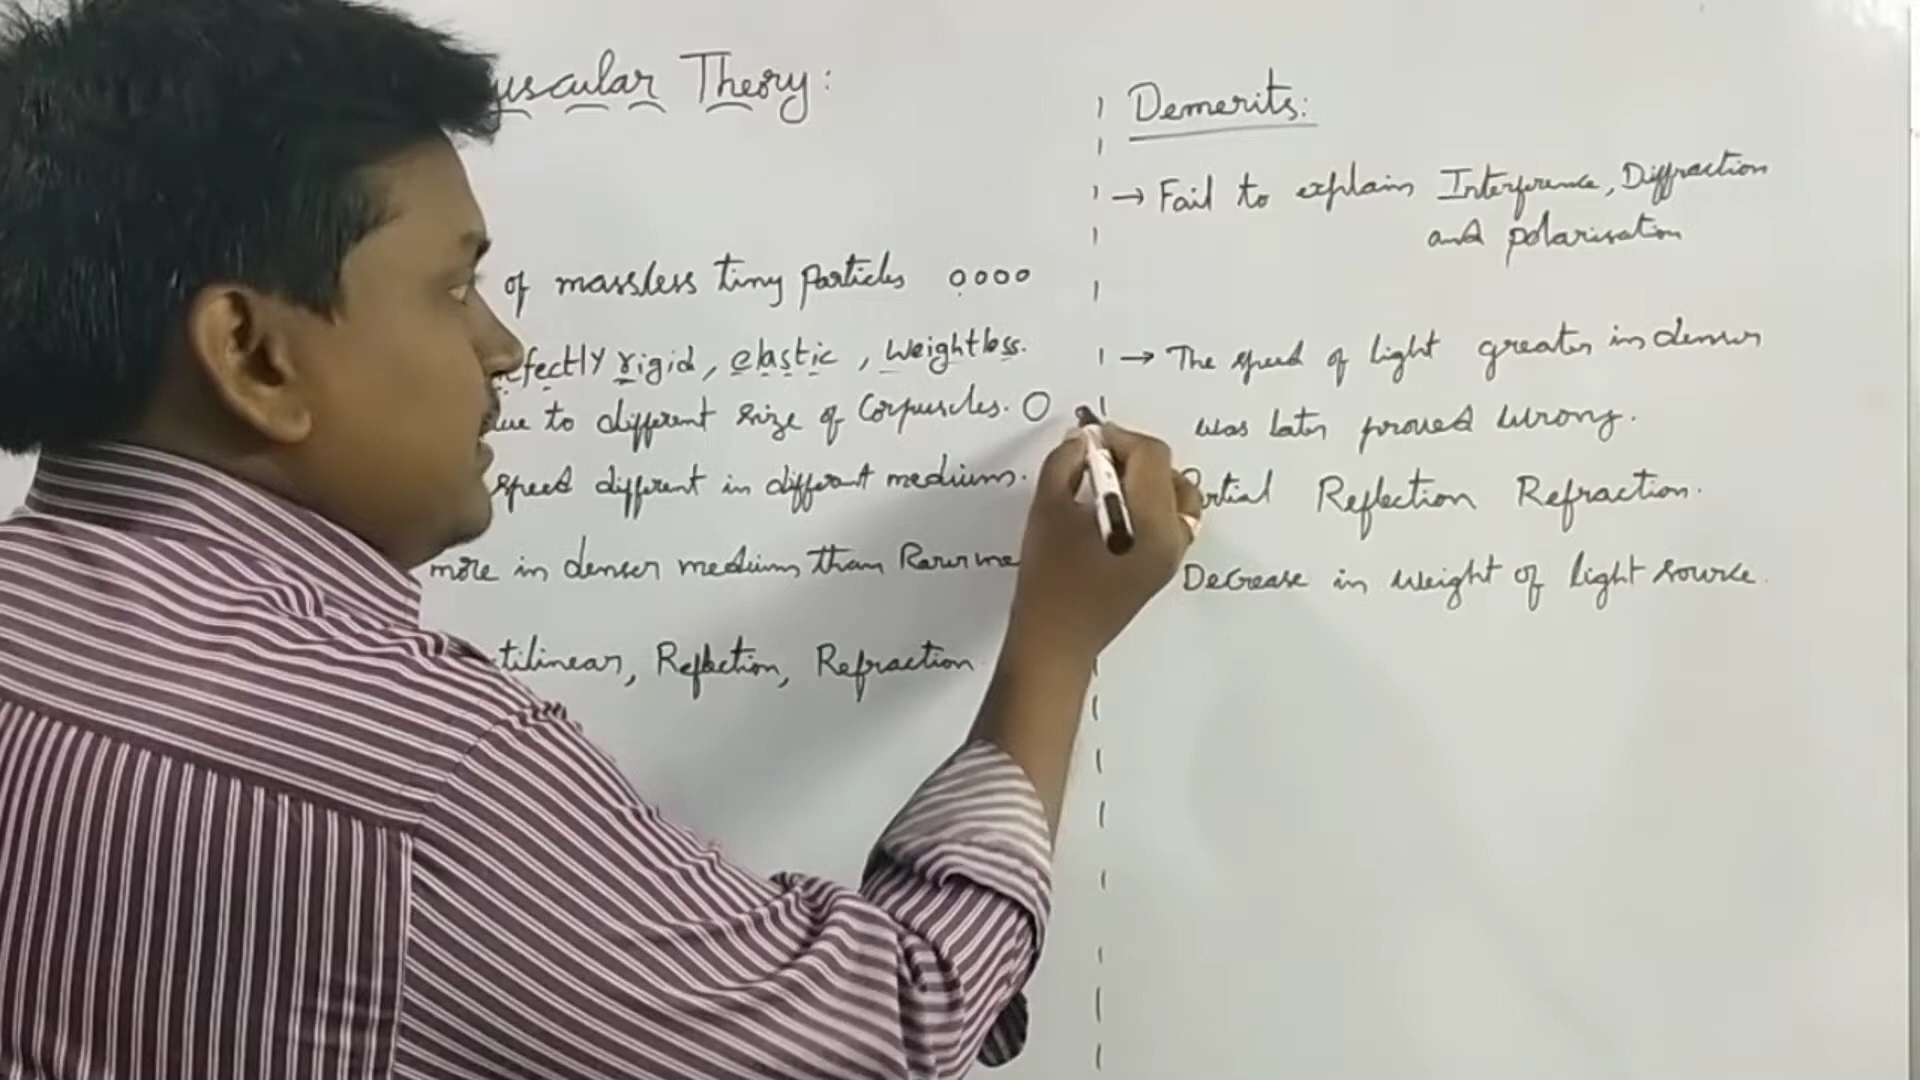 uscular Theory:
of massless tiny particles
fectly rigid, elastic, weightless.
ue to different size of Corpuscles.
speed different in different mediums.
more in denser medium than Rarer me
tilinear, Reflection, Refraction
Demerits:
→ Fail to explain Interference, Diffraction
and polarisation
→ The speed of light greater in denser
was later proved wrong.
rtial Reflection Refraction.
Decrease in weight of light source.